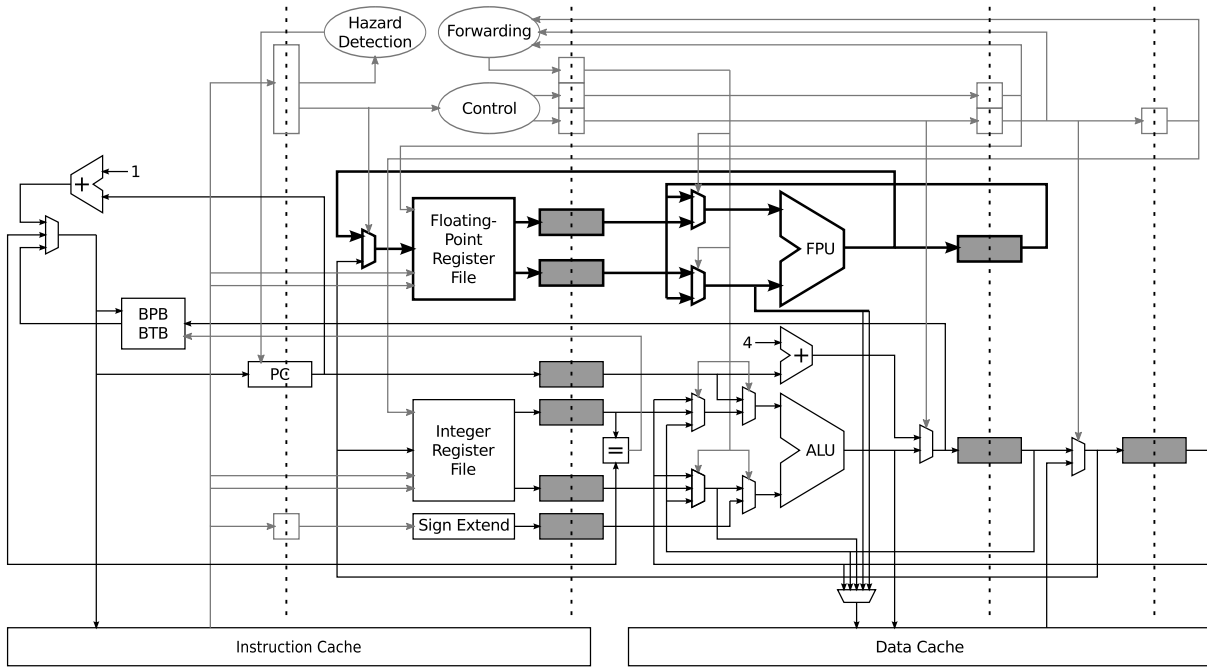 Hazard
Detection
Forwarding
Control
1
+
Floating-
Point
Register
File
FPU
BPB
BTB
4
+
PC
Integer
Register
File
=
ALU
Sign Extend
Instruction Cache
Data Cache